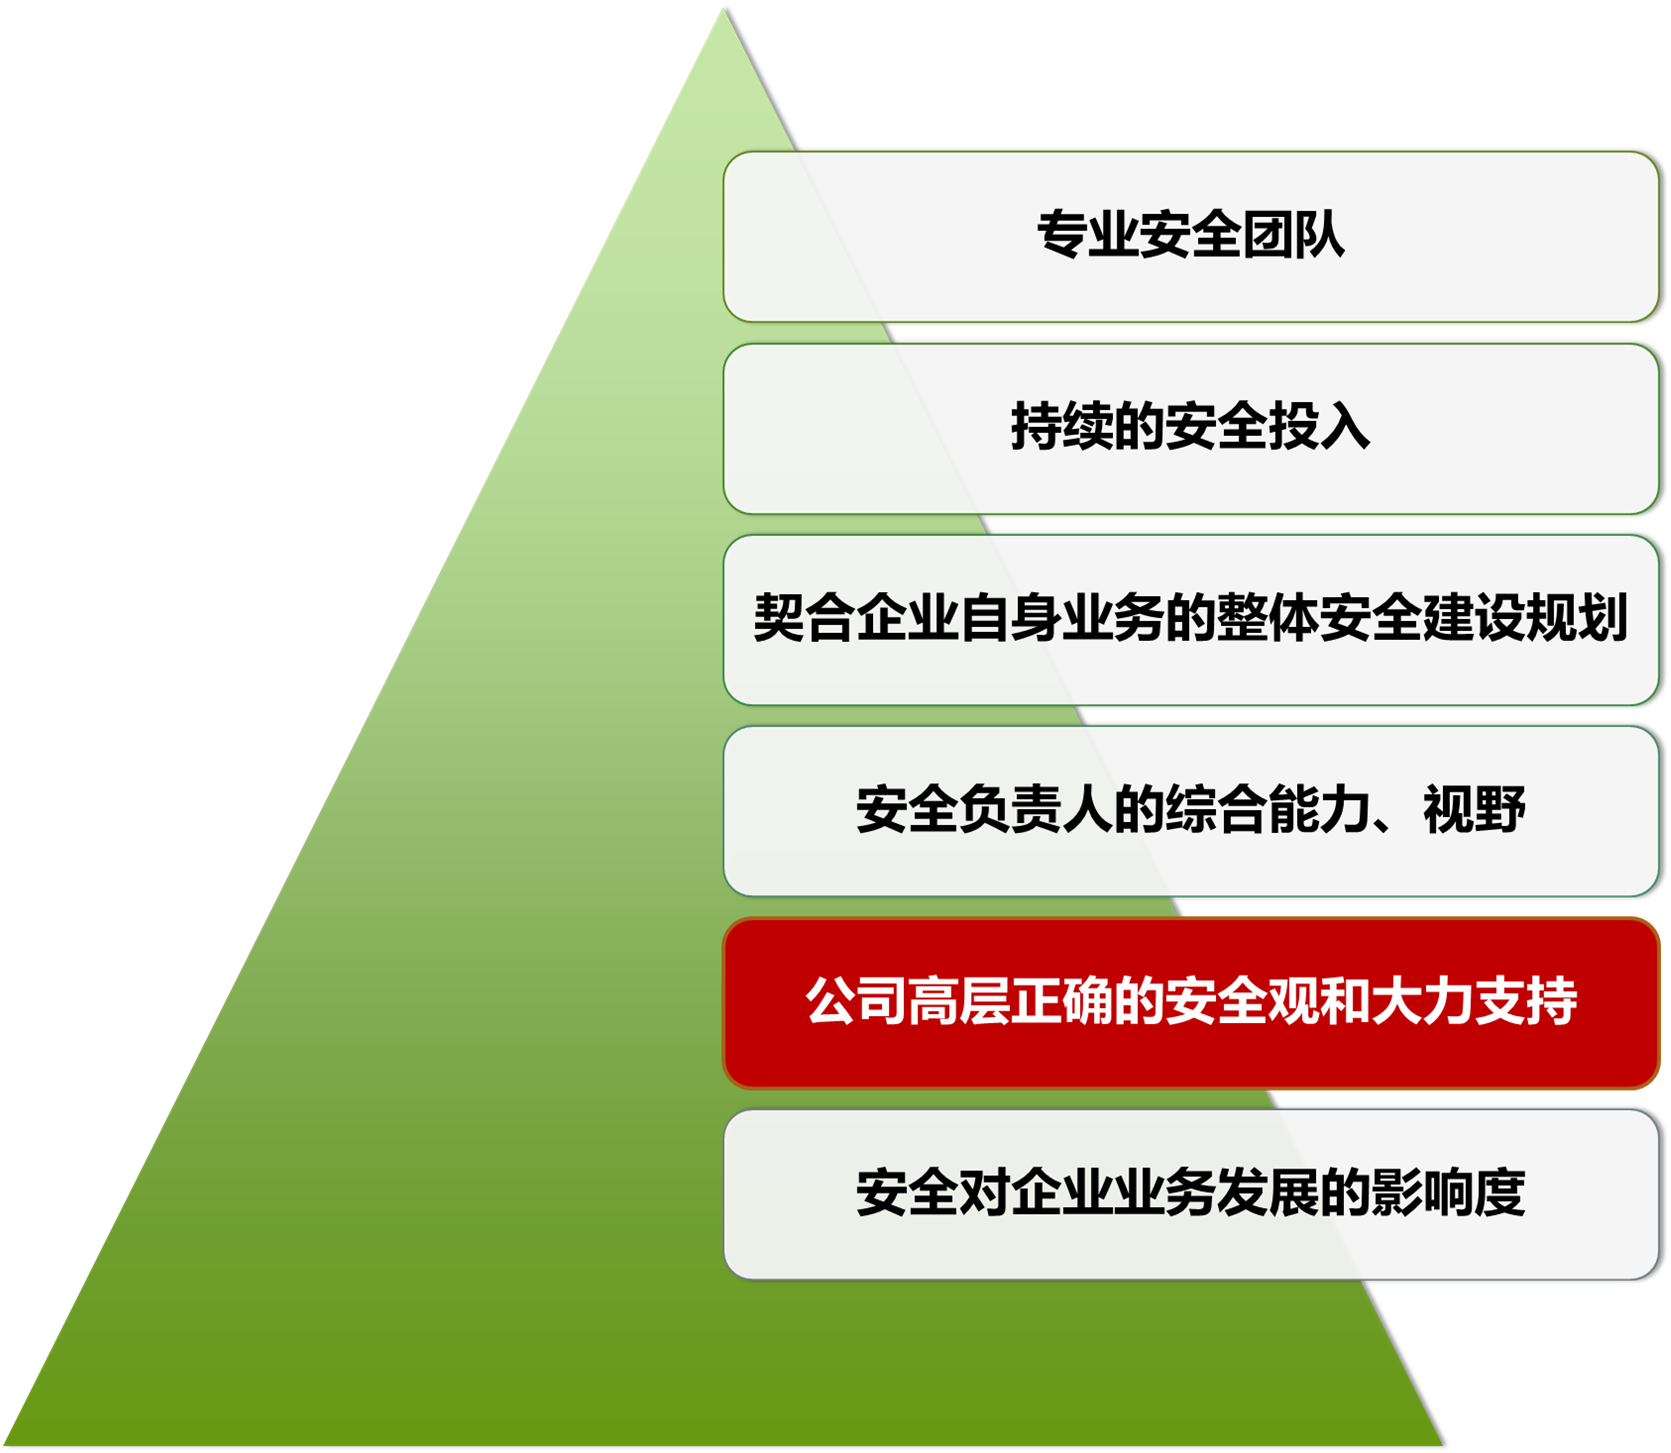 专业安全团队
持续的安全投入
契合企业自身业务的整体安全建设规划
安全负责人的综合能力、视野
公司高层正确的安全观和大力支持
安全对企业业务发展的影响度